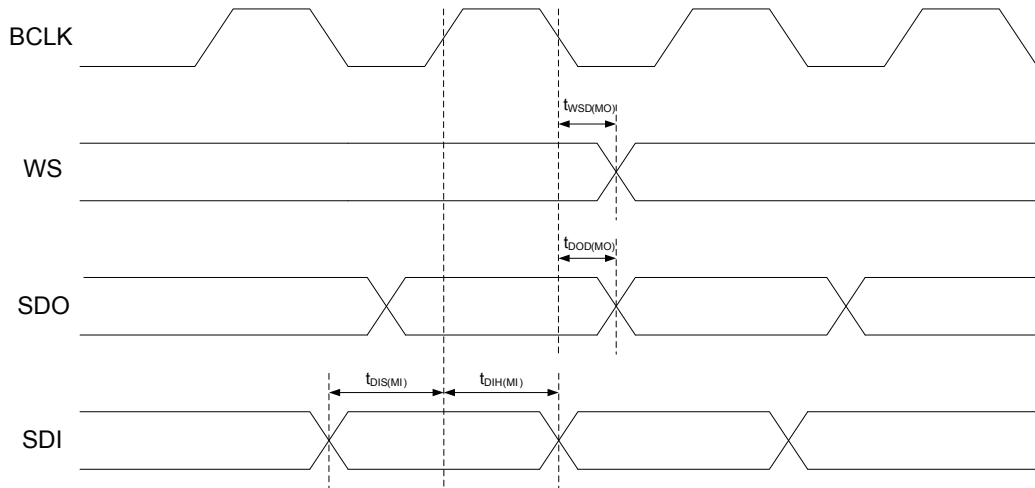 BCLK
tWSD(MO)
WS
tDOD(MO)
SDO
tDIS(MI) tDIH(MI)
SDI